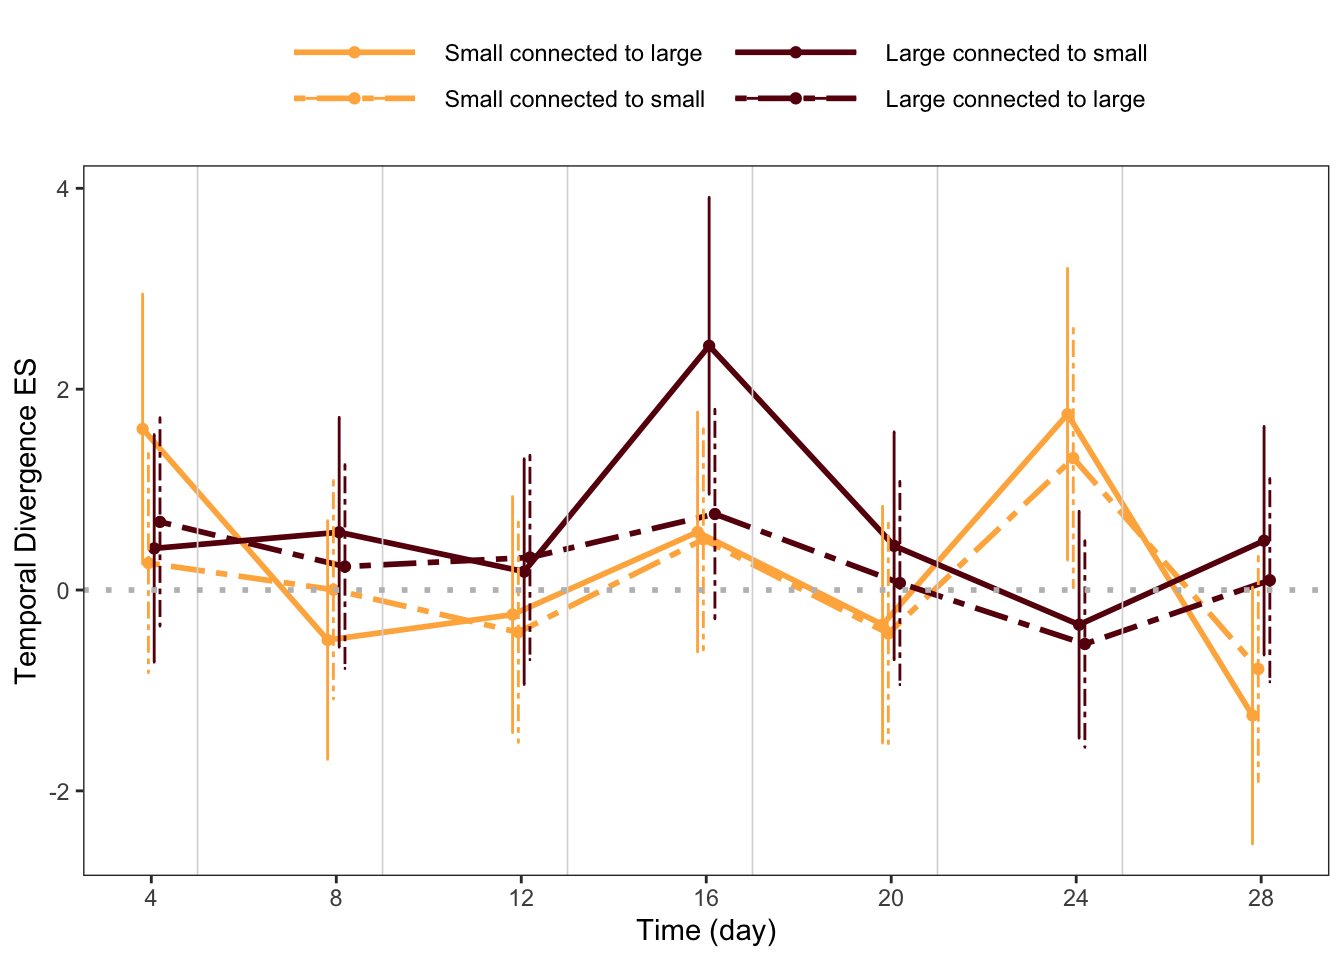 Small connected to large
Large connected to small
Small connected to small
Large connected to large
Temporal Divergence ES
4
2
0
-2
4
8
12
16
20
24
28
Time (day)